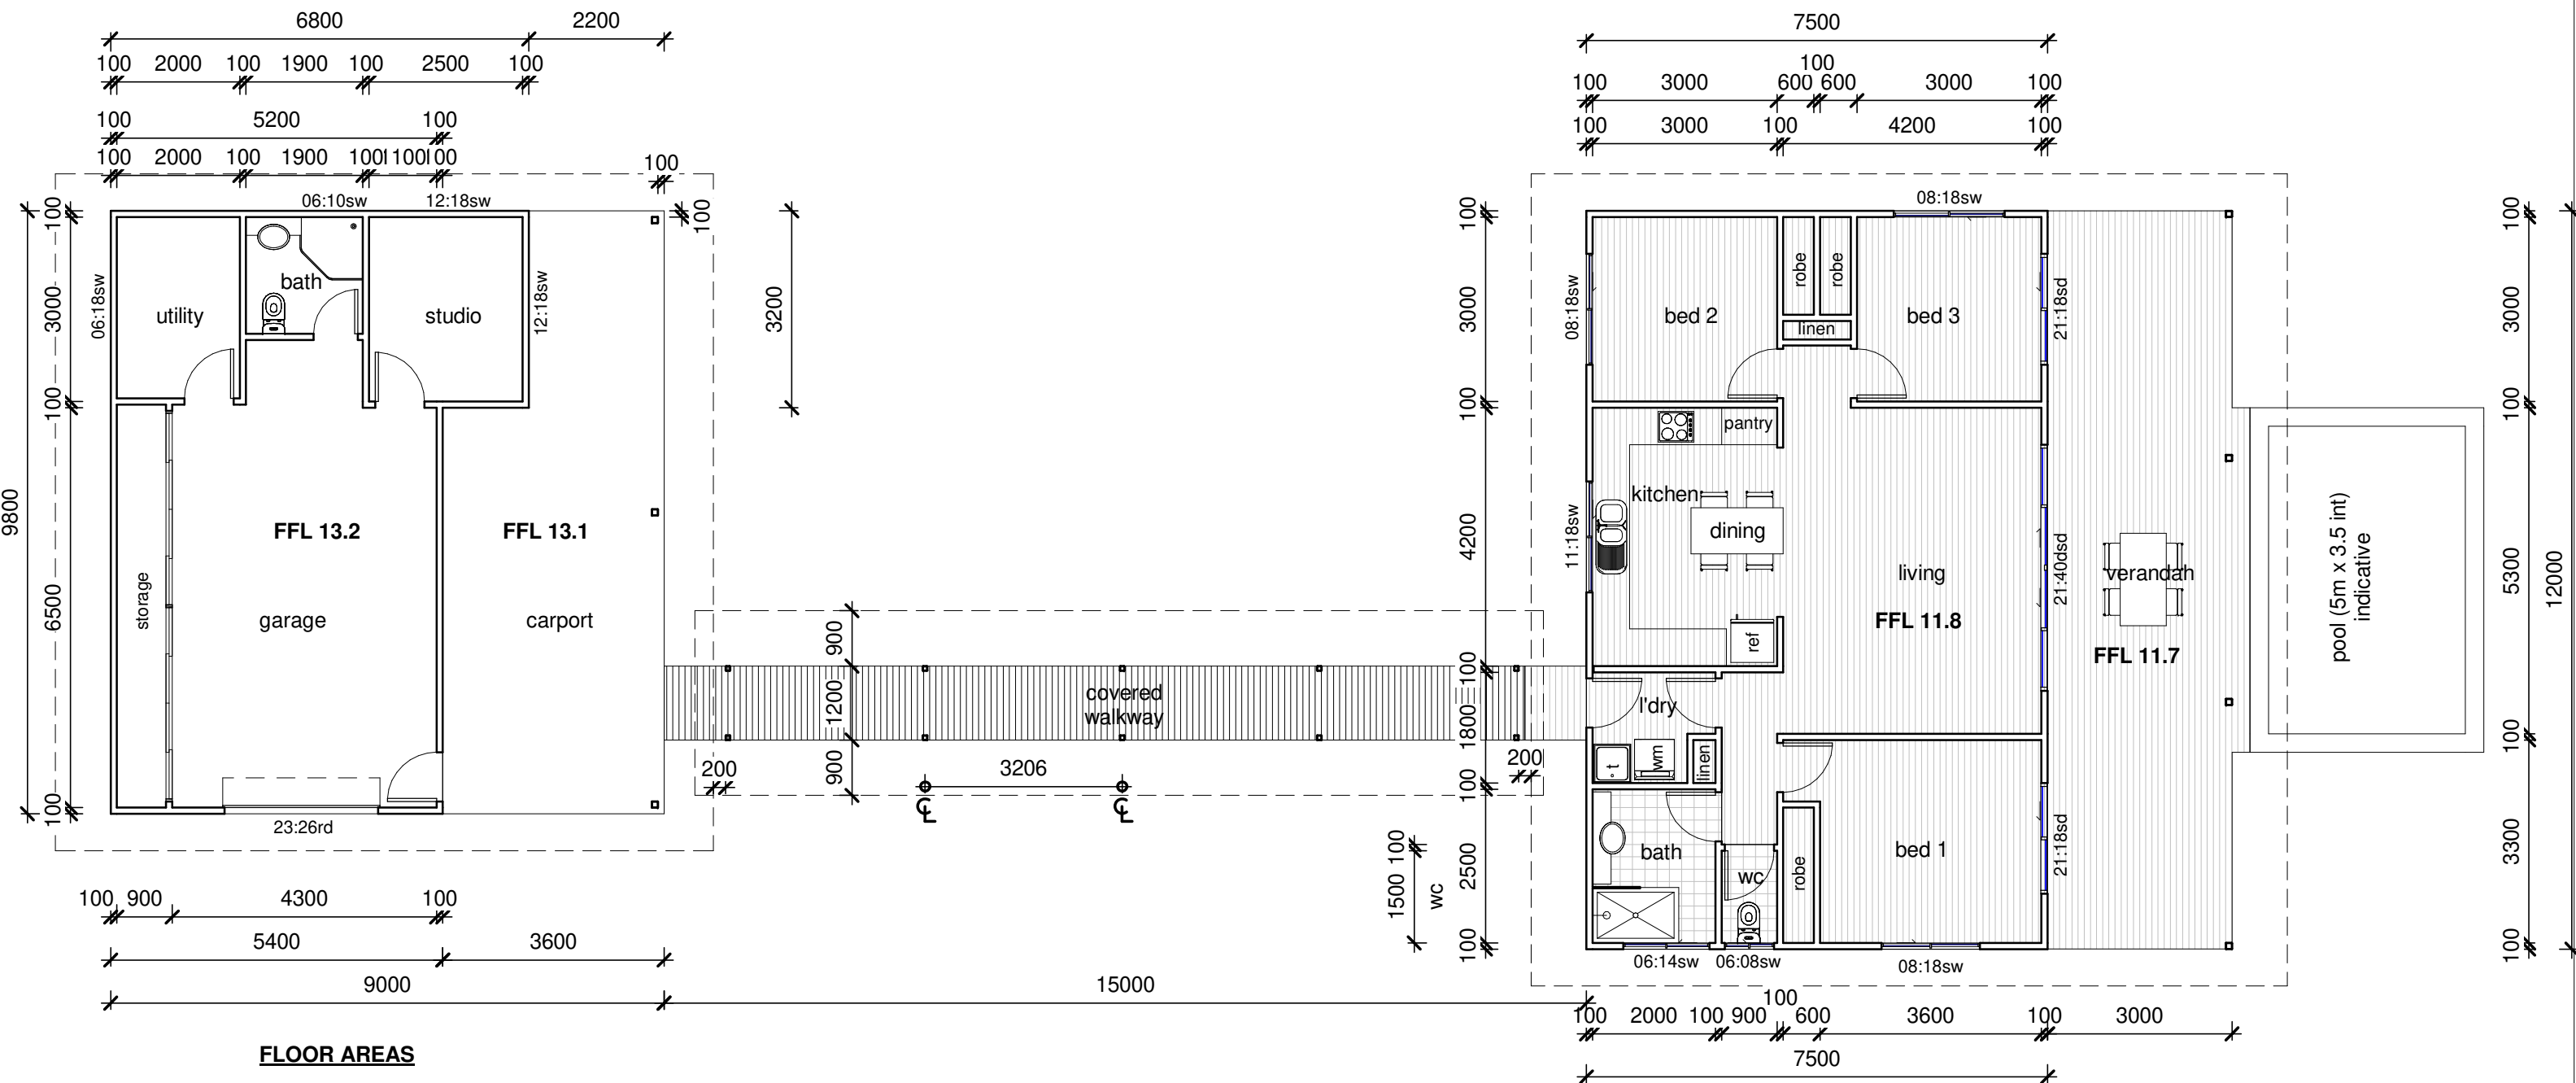 6800 2200
100 2000 100 1900 100 2500 100
100 5200 100
100 2000 100 1900 100 1100 100
100
100
06:10sw 12:18sw
9800
100 3000 100 6500 100
06:18sw
utility
bath
studio
12:18sw
3200
storage
FFL 13.2
garage
FFL 13.1
carport
23:26rd
100 900 4300 100
5400 3600
9000 15000
FLOOR AREAS
900 1200 900
covered
walkway
200
3206
CL
CL
200
7500
100
100 3000 600 600 3000 100
100 3000 100 4200 100
08:18sw
100 3000 100 4200 100 1800 100 2500 100
100 1500
wc
08:18sw
bed 2
robe
robe
linen
bed 3
21:18sd
pantry
11:18sw
kitchen
dining
ref
living
FFL 11.8
21:40dsd
verandah
FFL 11.7
pool (5m x 3.5 int)
indicative
l'dry
t
wm
linen
bath
wc
robe
bed 1
21:18sd
06:14sw 06:08sw 08:18sw
100
100 2000 100 900 600 3600 100 3000
7500
100 3000 100 5300 100 3300 100
12000